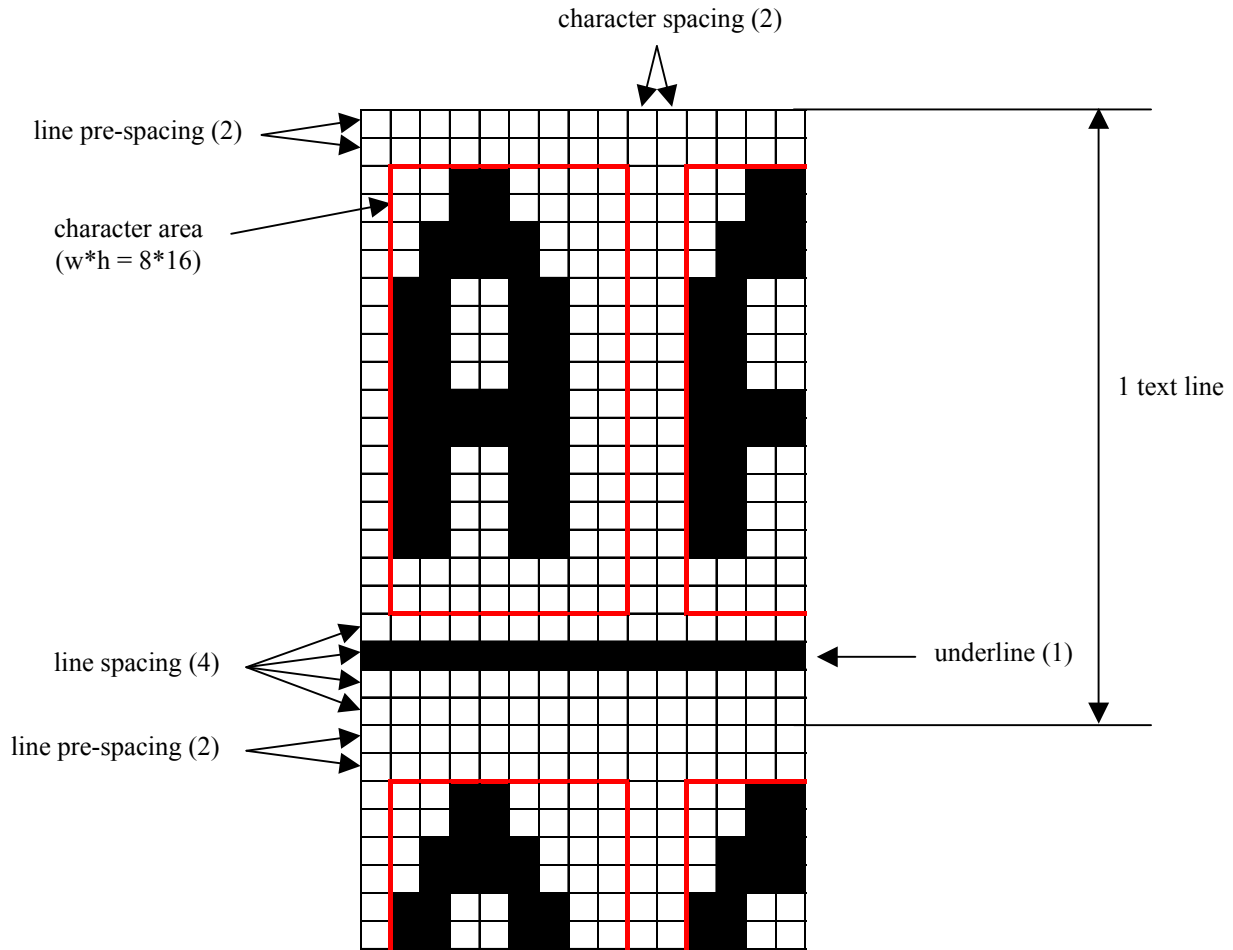 character spacing (2)
line pre-spacing (2)
character area
(w*h = 8*16)
1 text line
line spacing (4)
underline (1)
line pre-spacing (2)